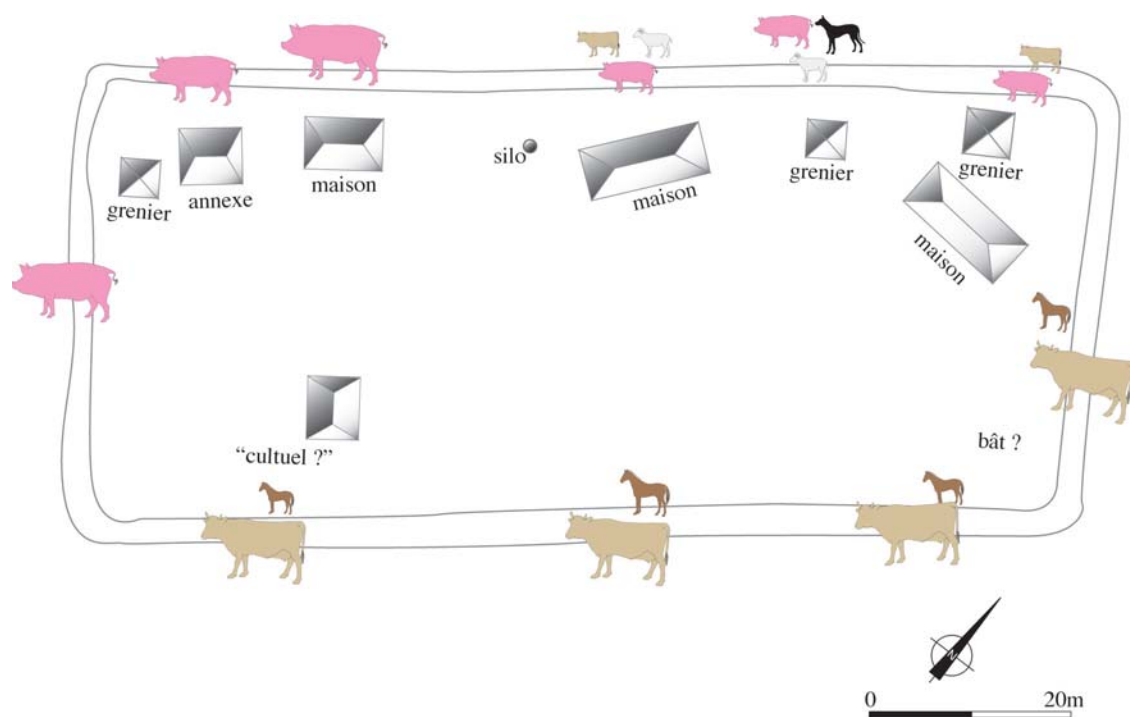 silo
maison
annexe
grenier
maison
grenier
grenier
maison
“cultuel ?”
bât ?
N
0 20m